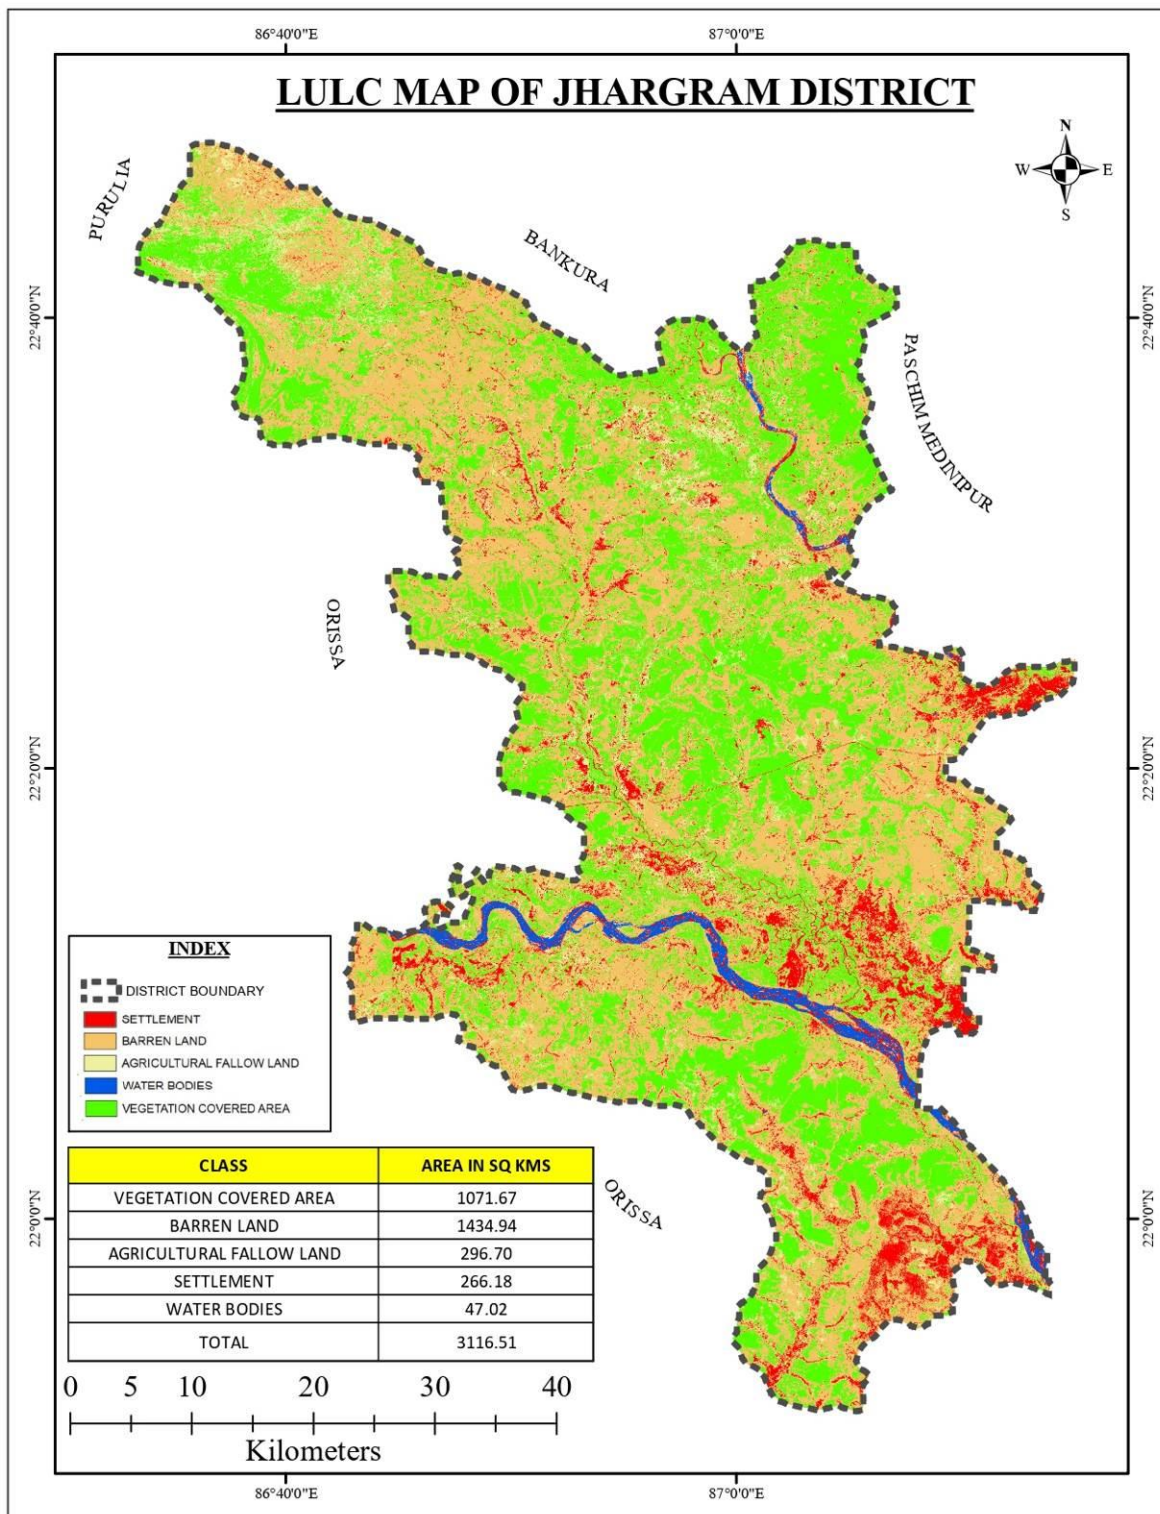 86°40'0"E 87°0'0"E
LULC MAP OF JHARGRAM DISTRICT
N
W E
S
PURULIA
BANKURA
22°40'0"N 22°40'0"N
PASCHIM MEDINIPUR
ORISSA
22°20'0"N 22°20'0"N
INDEX
DISTRICT BOUNDARY
SETTLEMENT
BARREN LAND
AGRICULTURAL FALLOW LAND
WATER BODIES
VEGETATION COVERED AREA
CLASS AREA IN SQ KMS
VEGETATION COVERED AREA 1071.67
BARREN LAND 1434.94
AGRICULTURAL FALLOW LAND 296.70
SETTLEMENT 266.18
WATER BODIES 47.02
TOTAL 3116.51
ORISSA
22°0'0"N 22°0'0"N
0 5 10 20 30 40
Kilometers
86°40'0"E 87°0'0"E